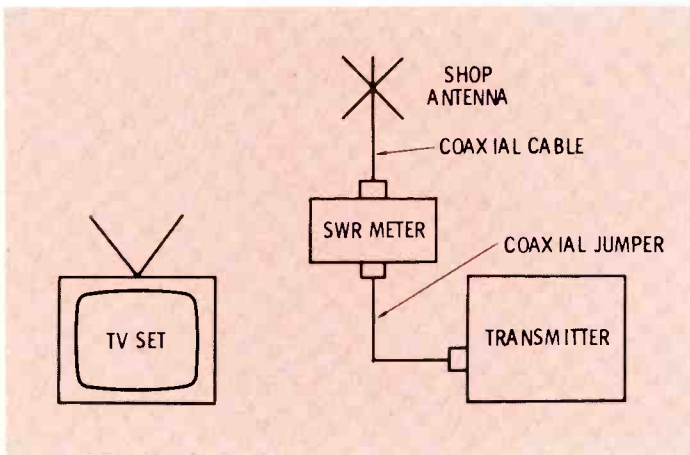 SHOP
ANTENNA
COAXIAL CABLE
SWR METER
COAXIAL JUMPER
TV SET
TRANSMITTER